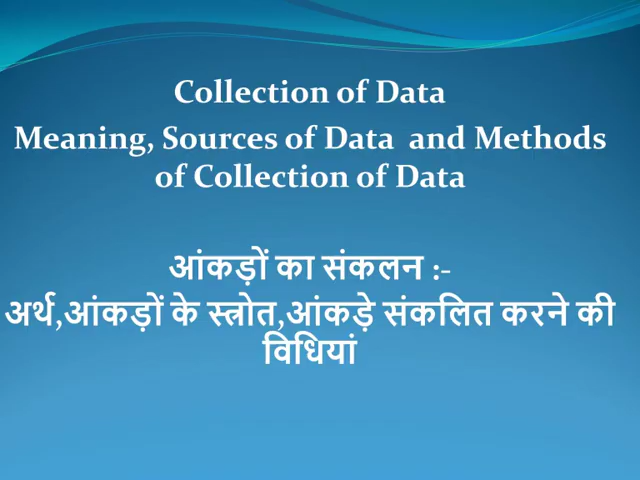 Collection of Data
Meaning, Sources of Data and Methods
of Collection of Data
आंकड़ों का संकलन :-
अर्थ,आंकड़ों के स्त्रोत,आंकड़े संकलित करने की
विधियां